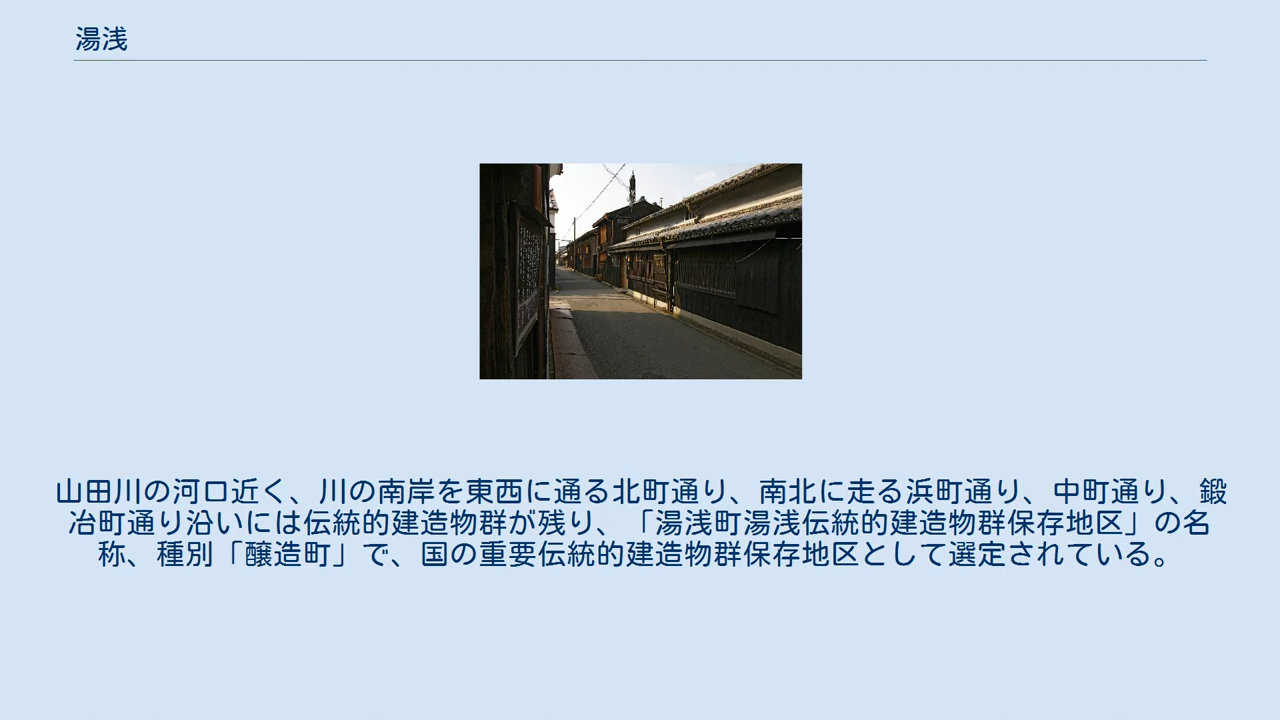 湯浅
山田川の河口近く、川の南岸を東西に通る北町通り、南北に走る浜町通り、中町通り、鍛
冶町通り沿いには伝統的建造物群が残り、「湯浅町湯浅伝統的建造物群保存地区」の名
称、種別「醸造町」で、国の重要伝統的建造物群保存地区として選定されている。